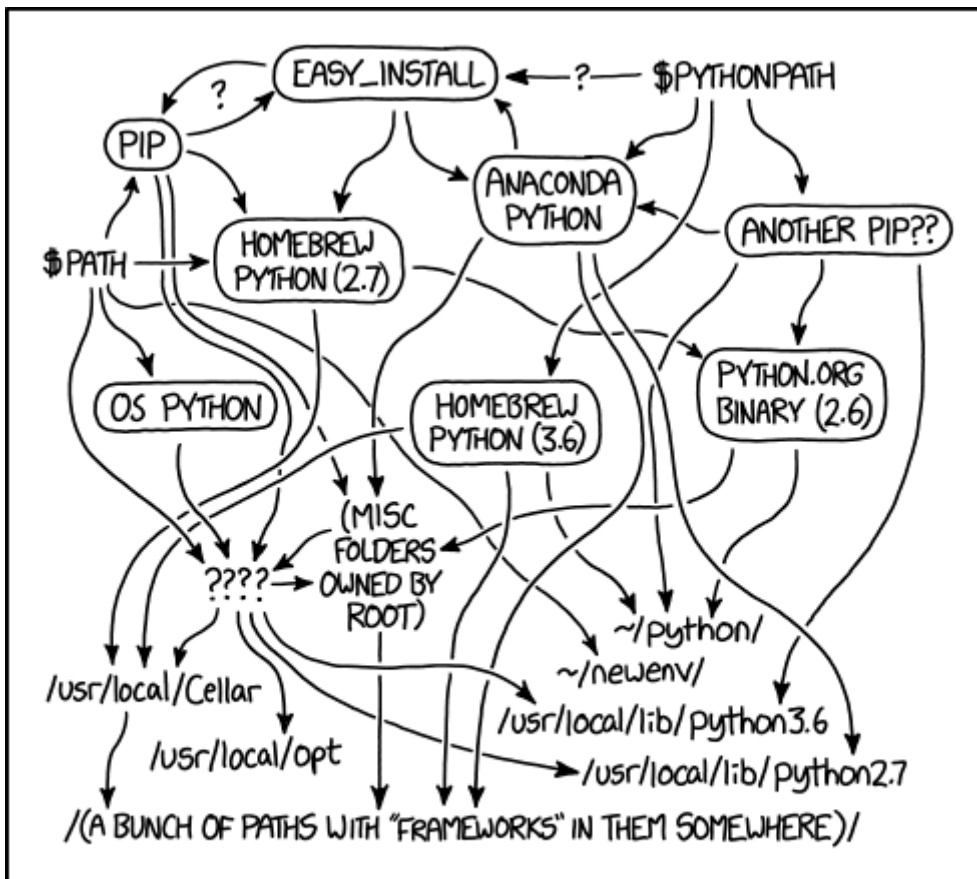 EASY_INSTALL
?
$PYTHONPATH
?
PIP
ANACONDA
PYTHON
ANOTHER PIP??
HOMEBREW
PYTHON (2.7)
$PATH
OS PYTHON
HOMEBREW
PYTHON (3.6)
PYTHON.ORG
BINARY (2.6)
(MISC
FOLDERS
OWNED BY
ROOT)
????
~/python/
~/newenv/
/usr/local/Cellar
/usr/local/lib/python3.6
/usr/local/opt
/usr/local/lib/python2.7
/(A BUNCH OF PATHS WITH "FRAMEWORKS" IN THEM SOMEWHERE)/